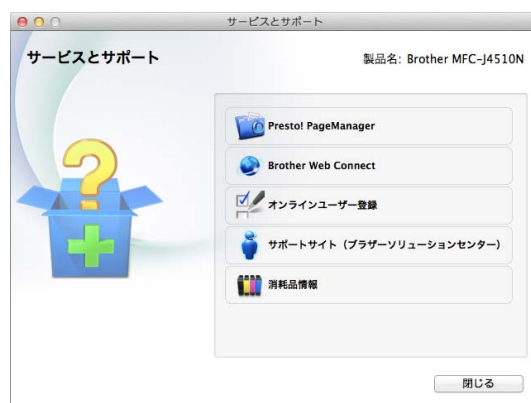 サービスとサポート
サービスとサポート
製品名: Brother MFC-J4510N
Presto! PageManager
Brother Web Connect
オンラインユーザー登録
サポートサイト（ブラザーソリューションセンター）
消耗品情報
閉じる